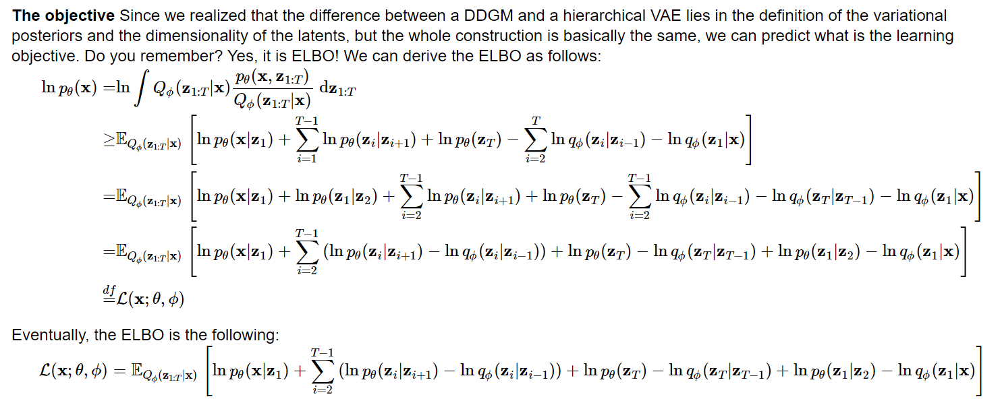 The objective Since we realized that the difference between a DDGM and a hierarchical VAE lies in the definition of the variational
posteriors and the dimensionality of the latents, but the whole construction is basically the same, we can predict what is the learning
objective. Do you remember? Yes, it is ELBO! We can derive the ELBO as follows:
$\ln p_\theta(\mathbf{x}) = \ln \int Q_\phi(\mathbf{z}_{1:T}|\mathbf{x}) \frac{p_\theta(\mathbf{x}, \mathbf{z}_{1:T})}{Q_\phi(\mathbf{z}_{1:T}|\mathbf{x})} \, \mathrm{d}\mathbf{z}_{1:T}$
$\geq \mathbb{E}_{Q_\phi(\mathbf{z}_{1:T}|\mathbf{x})} \left[ \ln p_\theta(\mathbf{x}|\mathbf{z}_1) + \sum_{i=1}^{T-1} \ln p_\theta(\mathbf{z}_i|\mathbf{z}_{i+1}) + \ln p_\theta(\mathbf{z}_T) - \sum_{i=2}^{T} \ln q_\phi(\mathbf{z}_i|\mathbf{z}_{i-1}) - \ln q_\phi(\mathbf{z}_1|\mathbf{x}) \right]$
$= \mathbb{E}_{Q_\phi(\mathbf{z}_{1:T}|\mathbf{x})} \left[ \ln p_\theta(\mathbf{x}|\mathbf{z}_1) + \ln p_\theta(\mathbf{z}_1|\mathbf{z}_2) + \sum_{i=2}^{T-1} \ln p_\theta(\mathbf{z}_i|\mathbf{z}_{i+1}) + \ln p_\theta(\mathbf{z}_T) - \sum_{i=2}^{T-1} \ln q_\phi(\mathbf{z}_i|\mathbf{z}_{i-1}) - \ln q_\phi(\mathbf{z}_T|\mathbf{z}_{T-1}) - \ln q_\phi(\mathbf{z}_1|\mathbf{x}) \right]$
$= \mathbb{E}_{Q_\phi(\mathbf{z}_{1:T}|\mathbf{x})} \left[ \ln p_\theta(\mathbf{x}|\mathbf{z}_1) + \sum_{i=2}^{T-1} (\ln p_\theta(\mathbf{z}_i|\mathbf{z}_{i+1}) - \ln q_\phi(\mathbf{z}_i|\mathbf{z}_{i-1})) + \ln p_\theta(\mathbf{z}_T) - \ln q_\phi(\mathbf{z}_T|\mathbf{z}_{T-1}) + \ln p_\theta(\mathbf{z}_1|\mathbf{z}_2) - \ln q_\phi(\mathbf{z}_1|\mathbf{x}) \right]$
$\stackrel{df}{=} \mathcal{L}(\mathbf{x}; \theta, \phi)$
Eventually, the ELBO is the following:
$\mathcal{L}(\mathbf{x}; \theta, \phi) = \mathbb{E}_{Q_\phi(\mathbf{z}_{1:T}|\mathbf{x})} \left[ \ln p_\theta(\mathbf{x}|\mathbf{z}_1) + \sum_{i=2}^{T-1} (\ln p_\theta(\mathbf{z}_i|\mathbf{z}_{i+1}) - \ln q_\phi(\mathbf{z}_i|\mathbf{z}_{i-1})) + \ln p_\theta(\mathbf{z}_T) - \ln q_\phi(\mathbf{z}_T|\mathbf{z}_{T-1}) + \ln p_\theta(\mathbf{z}_1|\mathbf{z}_2) - \ln q_\phi(\mathbf{z}_1|\mathbf{x}) \right]$